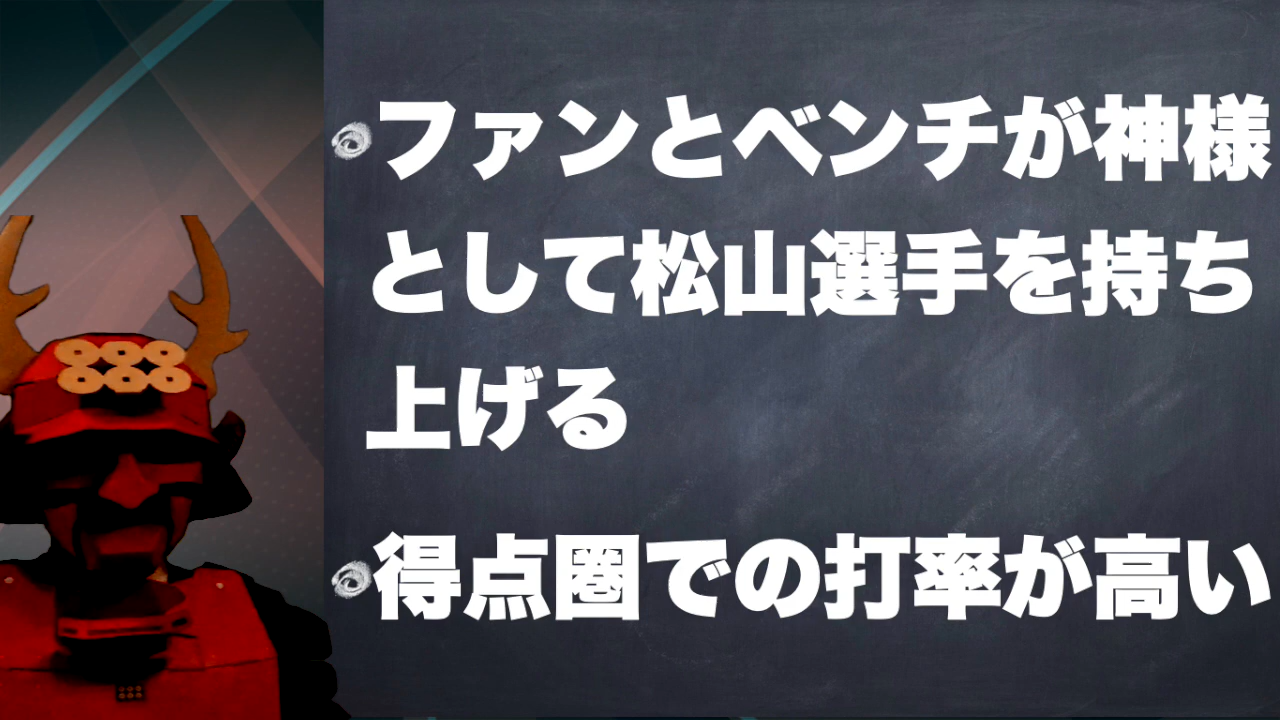 ファンとベンチが神様
として松山選手を持ち
上げる
得点圏での打率が高い